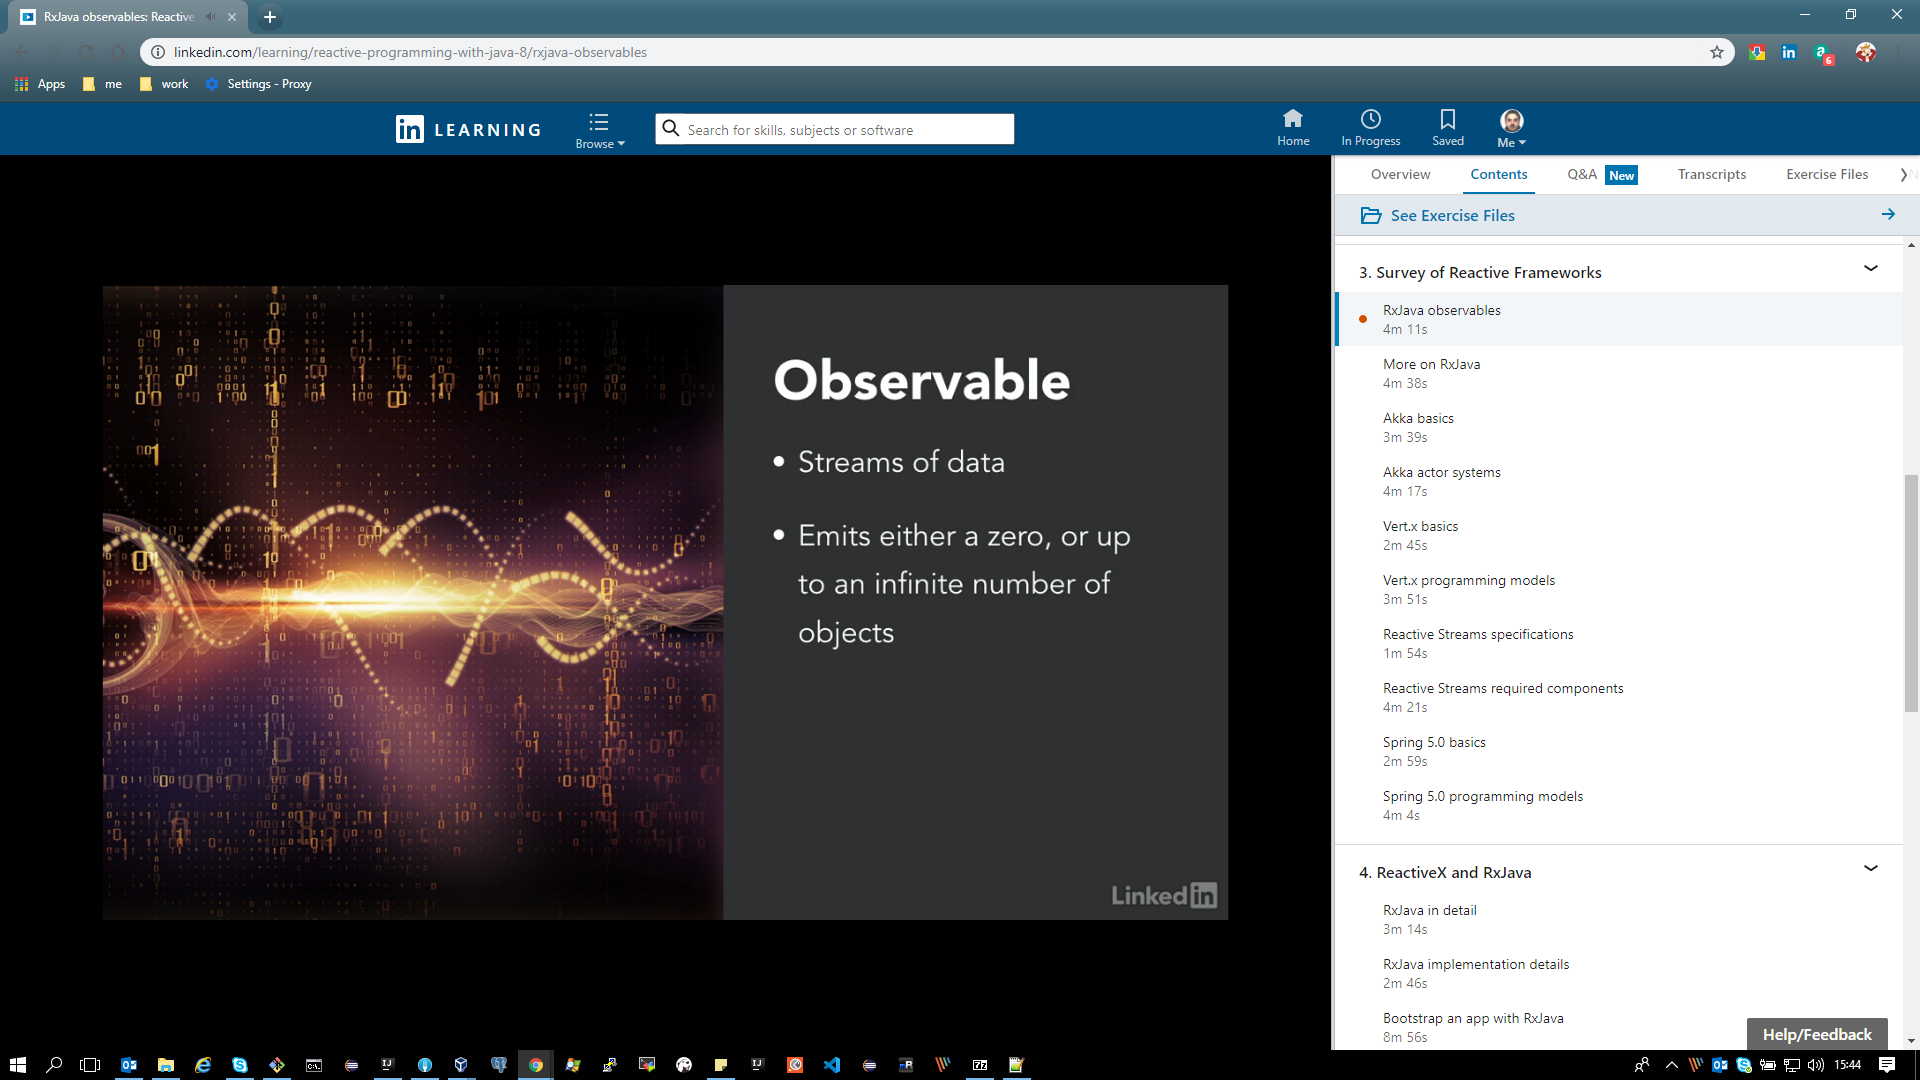 RxJava observables: Reactive
linkedin.com/learning/reactive-programming-with-java-8/rxjava-observables
Apps
me
work
Settings - Proxy
6
in LEARNING
Browse
Search for skills, subjects or software
Home
In Progress
Saved
Me
Overview
Contents
Q&A New
Transcripts
Exercise Files
See Exercise Files
3. Survey of Reactive Frameworks
RxJava observables
4m 11s
More on RxJava
4m 38s
Akka basics
3m 39s
Akka actor systems
4m 17s
Vert.x basics
2m 45s
Vert.x programming models
3m 51s
Reactive Streams specifications
1m 54s
Reactive Streams required components
4m 21s
Spring 5.0 basics
2m 59s
Spring 5.0 programming models
4m 4s
4. ReactiveX and RxJava
RxJava in detail
3m 14s
RxJava implementation details
2m 46s
Bootstrap an app with RxJava
8m 56s
Help/Feedback
Observable
• Streams of data
• Emits either a zero, or up
to an infinite number of
objects
Linked in
15:44